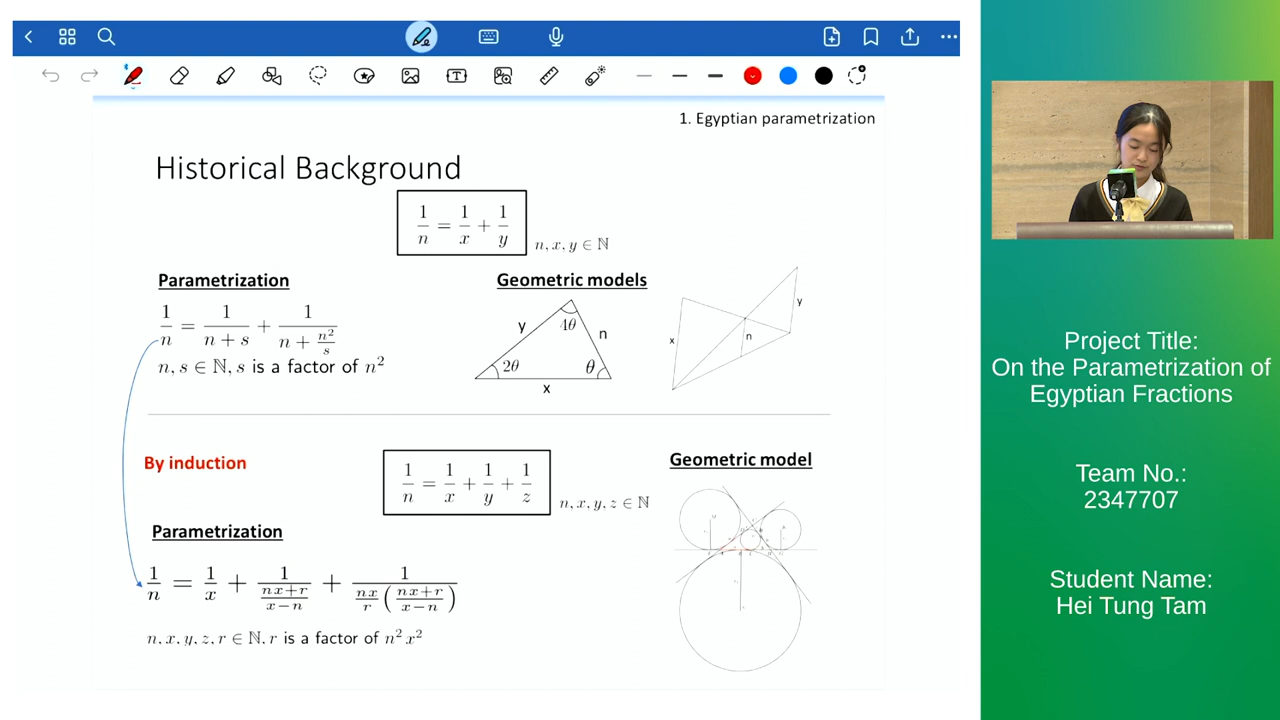 1. Egyptian parametrization
Historical Background
1/n = 1/x + 1/y
n, x, y ∈ ℕ
Parametrization
1/n = 1/(n + s) + 1/(n + n²/s)
n, s ∈ ℕ, s is a factor of n²
Geometric models
y
4θ
n
2θ
θ
x
x
n
y
By induction
1/n = 1/x + 1/y + 1/z
n, x, y, z ∈ ℕ
Geometric model
Parametrization
1/n = 1/x + 1/((nx+r)/(x−n)) + 1/((nx/r)((nx+r)/(x−n)))
n, x, y, z, r ∈ ℕ, r is a factor of n² x²
Project Title:
On the Parametrization of
Egyptian Fractions
Team No.:
2347707
Student Name:
Hei Tung Tam